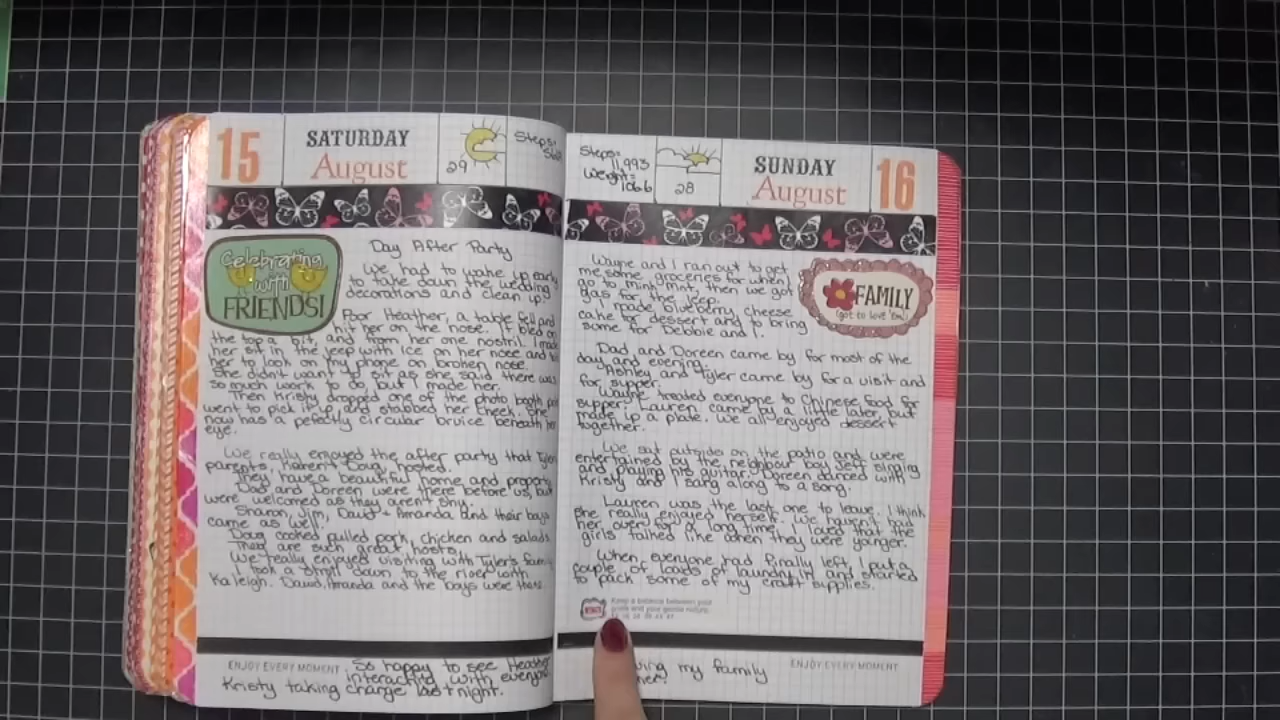 15
SATURDAY
August
29
Steps:
Celebrating
with
FRIENDS!
Day After Party
We had to wake up early
to take down the wedding
decorations and clean up.
Poor Heather, a table fell and
hit her on the nose. It bled on
the top a bit, and from her one nostril. I made
her sit in the jeep with ice on her nose and
her to look on my phone on broken nose.
She didn't want to sit as she said there was
so much work to do, but I made her.
Then Kristy dropped one of the photo booth
went to pick it up, and stabbed her cheek. She
now has a pefectly circular bruice beneath her
eye.
We really enjoyed the after party that Tyler's
parents, Karen + Doug, hosted.
They have a beautiful home and property
Dad and Doreen were there before us, but
were welcomed as they aren't shy.
Sharon, Jim, David + Amanda and their boys
came as well.
Doug cooked pulled pork, chicken and salads
They are such great hosts.
We really enjoyed visiting with Tyler's family
I took a stroll down to the river with
Kaleigh. David, Amanda and the boys were there.
ENJOY EVERY MOMENT
So happy to see Heather
interacting with everyone
Kristy taking charge last night.
Steps:
11,993
Weight:
106.6
28
SUNDAY
August
16
FAMILY
(got to love 'em)
Wayne and I ran out to get
me some groceries for when I
go to minh mint, then we got
gas for the jeep.
I made blueberry cheese
cake for dessert and to bring
some for Debbie and I.
Dad and Doreen came by for most of the
day and evening.
Ashley and Tyler came by for a visit and
for supper.
Wayne treated everyone to Chinese food for
supper. Lauren came by a little later, but
made up a plate. We all enjoyed dessert
together.
We sat outside on the patio and were
entertained by the neighbour boy Jeff singing
and playing his guitar. Doreen danced with
Kristy and I sang along to a song.
Lauren was the last one to leave. I think
she really enjoyed herself. We haven't had
her over for a long time. I loved that the
girls talked like when they were younger.
When everyone had finally left, I put a
couple of loads of laundry in and started
to pack some of my craft supplies.
Keep a balance between your
and your gentle nature.
my family
ENJOY EVERY MOMENT